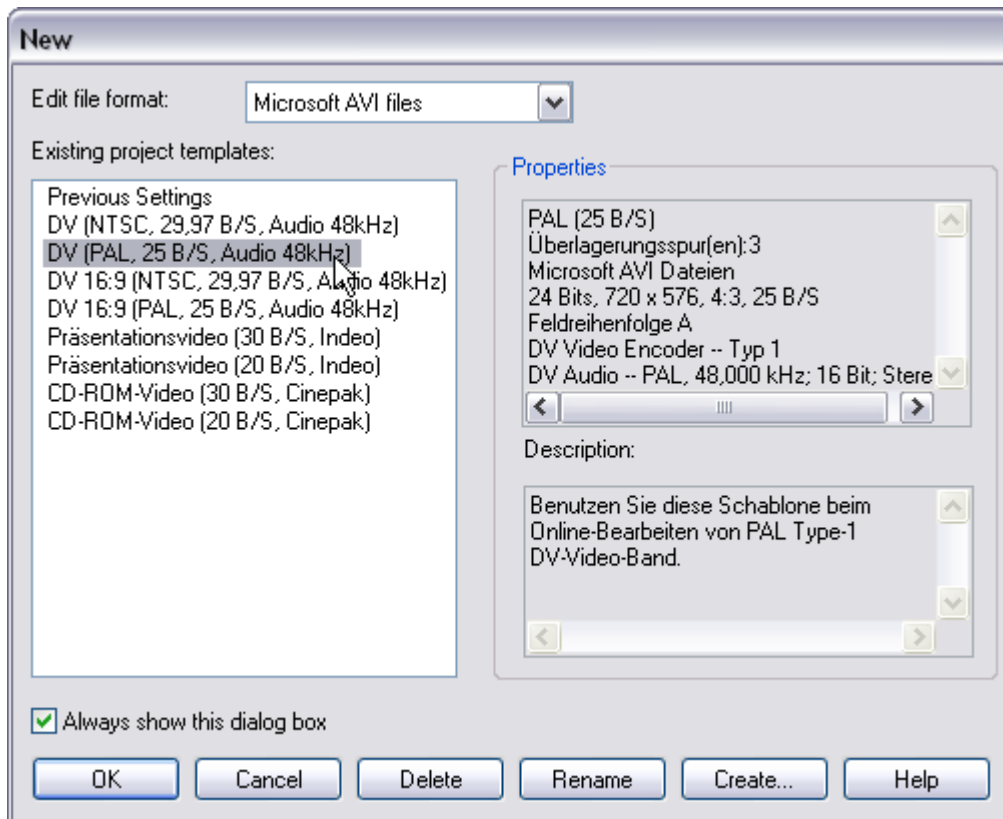 New
Edit file format:
Microsoft AVI files
Existing project templates:
Previous Settings
DV (NTSC, 29,97 B/S, Audio 48kHz)
DV (PAL, 25 B/S, Audio 48kHz)
DV 16:9 (NTSC, 29,97 B/S, Audio 48kHz)
DV 16:9 (PAL, 25 B/S, Audio 48kHz)
Präsentationsvideo (30 B/S, Indeo)
Präsentationsvideo (20 B/S, Indeo)
CD-ROM-Video (30 B/S, Cinepak)
CD-ROM-Video (20 B/S, Cinepak)
Properties
PAL (25 B/S)
Überlagerungsspur(en):3
Microsoft AVI Dateien
24 Bits, 720 x 576, 4:3, 25 B/S
Feldreihenfolge A
DV Video Encoder -- Typ 1
DV Audio -- PAL, 48,000 kHz; 16 Bit; Stere
Description:
Benutzen Sie diese Schablone beim
Online-Bearbeiten von PAL Type-1
DV-Video-Band.
Always show this dialog box
OK
Cancel
Delete
Rename
Create...
Help